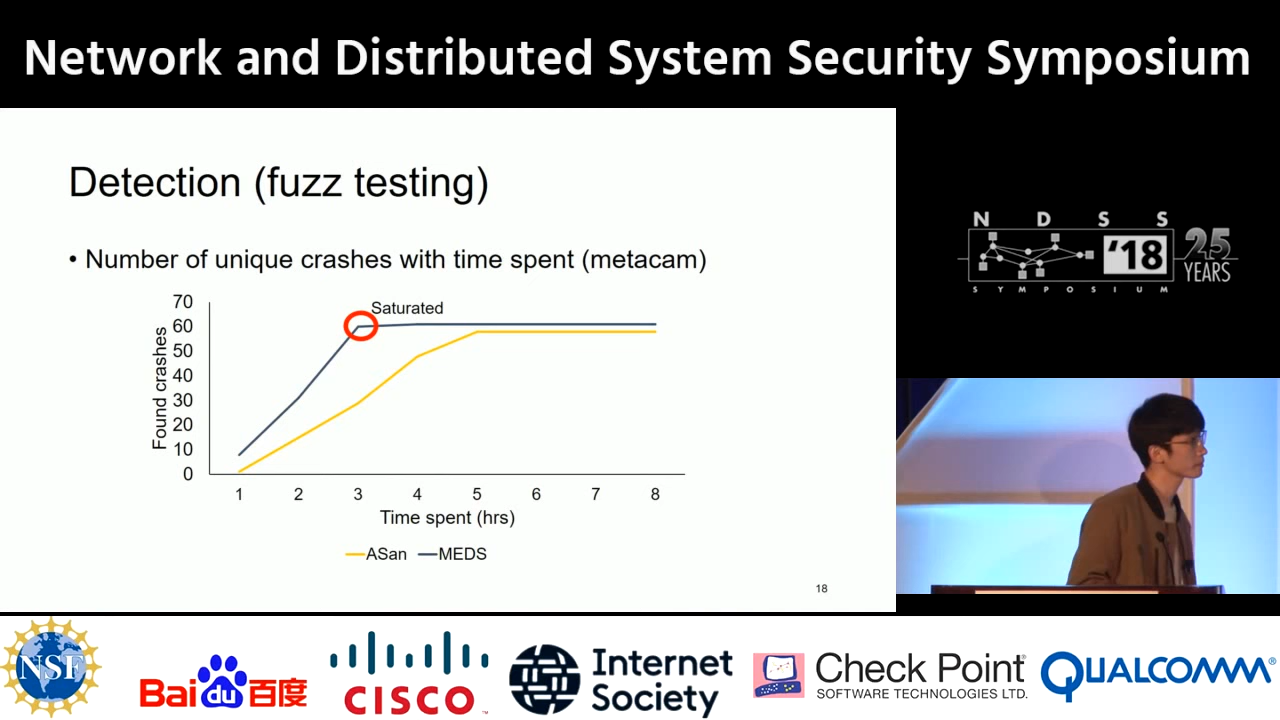 Network and Distributed System Security Symposium
Detection (fuzz testing)
• Number of unique crashes with time spent (metacam)
70
60
50
40
30
20
10
0
Found crashes
Saturated
1 2 3 4 5 6 7 8
Time spent (hrs)
ASan MEDS
18
N D S S
'18
25 YEARS
S Y M P O S I U M
NSF
Bai du 百度
CISCO
Internet
Society
Check Point
SOFTWARE TECHNOLOGIES LTD.
QUALCOMM®